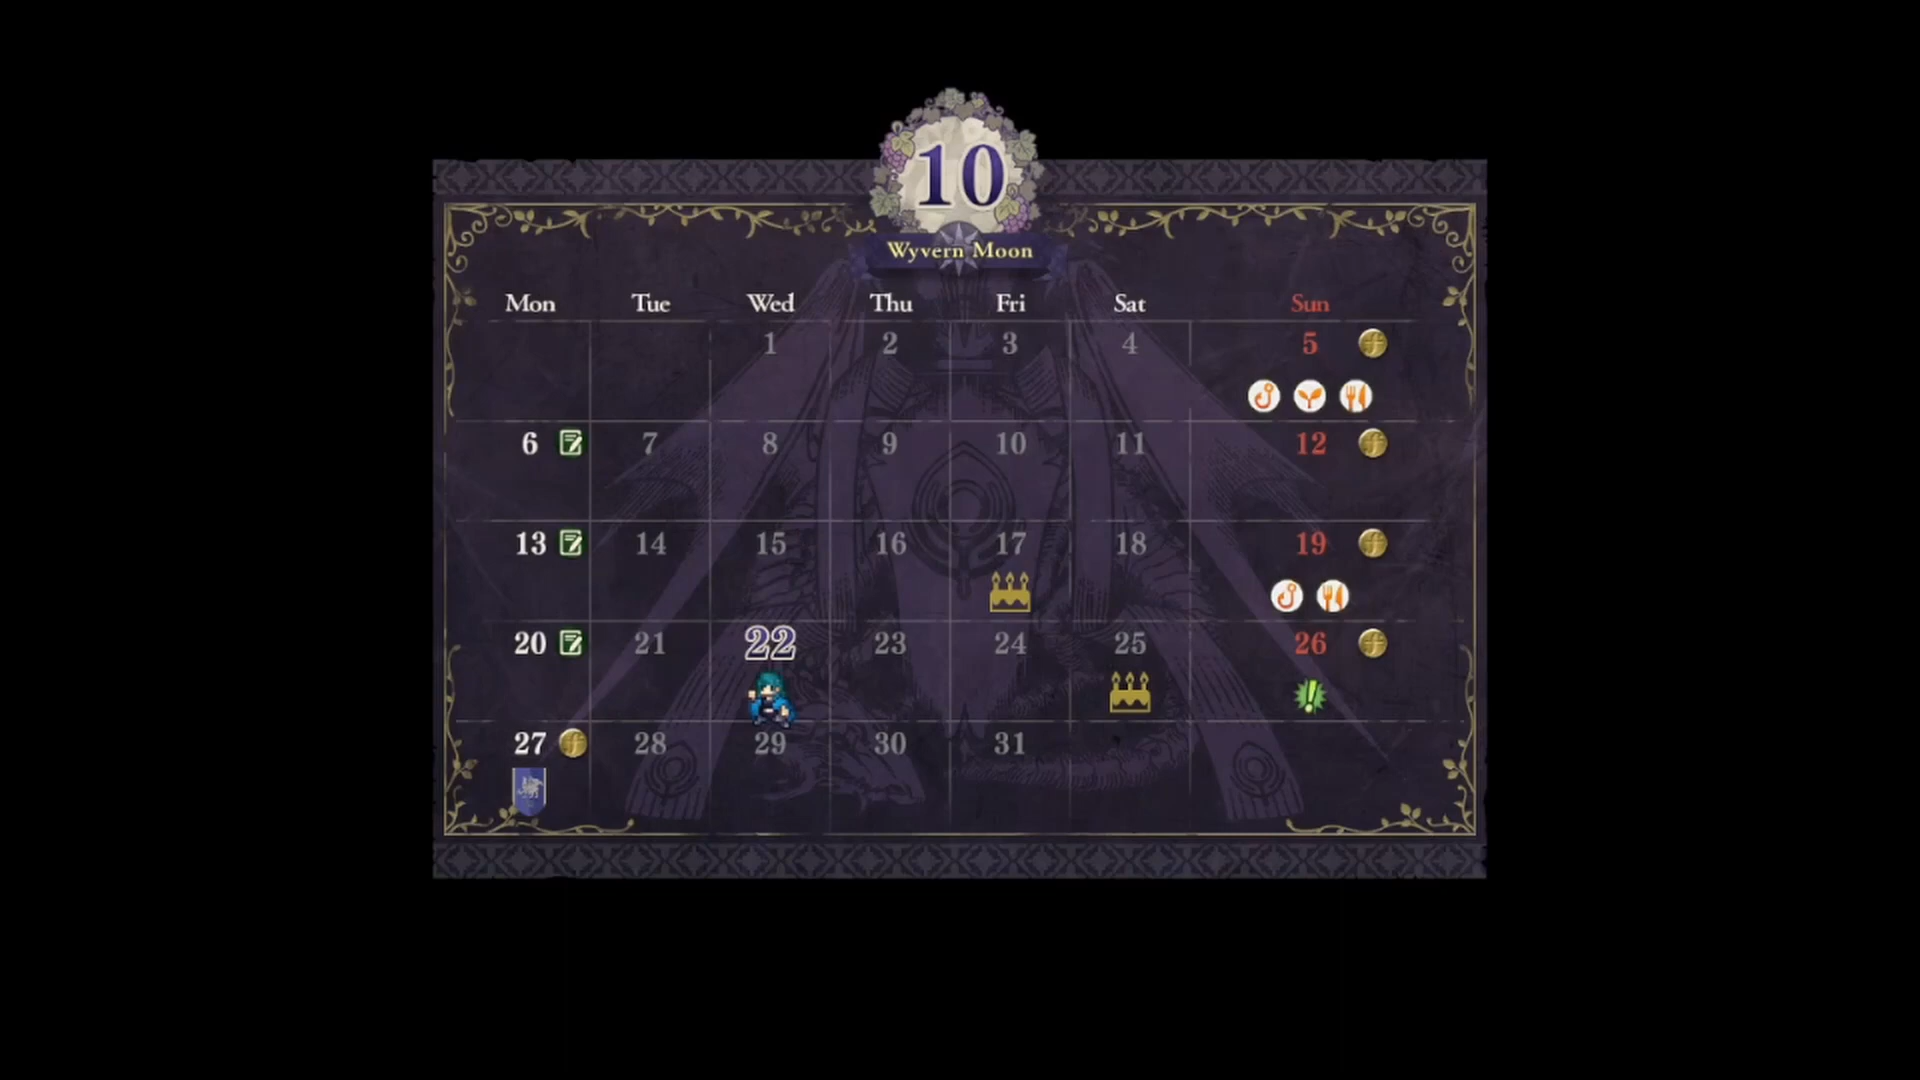 10
Wyvern Moon
Mon Tue Wed Thu Fri Sat Sun
1 2 3 4 5
6 7 8 9 10 11 12
13 14 15 16 17 18 19
20 21 22 23 24 25 26
27 28 29 30 31